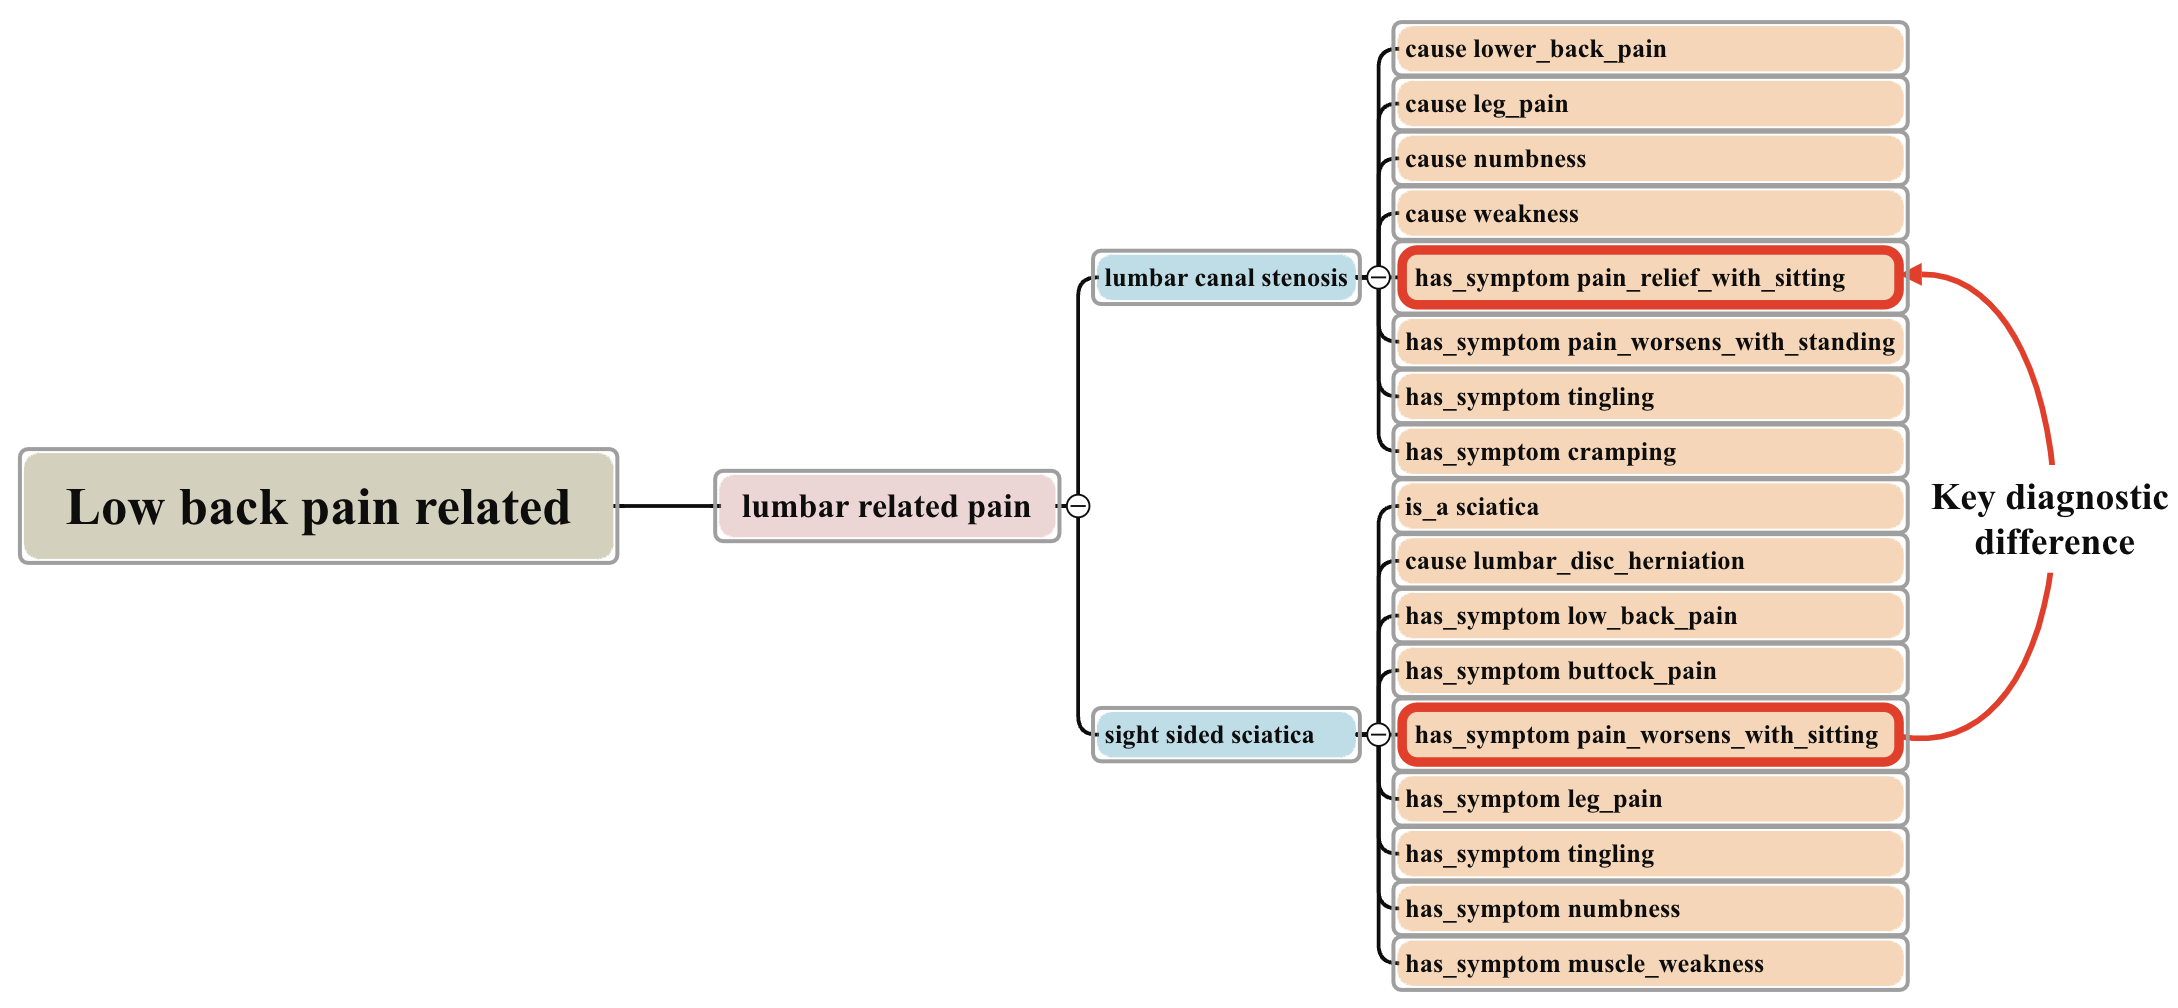 Low back pain related
lumbar related pain
lumbar canal stenosis
cause lower_back_pain
cause leg_pain
cause numbness
cause weakness
has_symptom pain_relief_with_sitting
has_symptom pain_worsens_with_standing
has_symptom tingling
has_symptom cramping
sight sided sciatica
is_a sciatica
cause lumbar_disc_herniation
has_symptom low_back_pain
has_symptom buttock_pain
has_symptom pain_worsens_with_sitting
has_symptom leg_pain
has_symptom tingling
has_symptom numbness
has_symptom muscle_weakness
Key diagnostic
difference